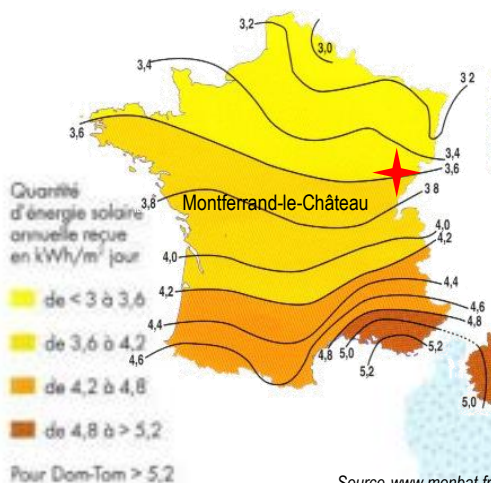 3,2
3,0
3,4
3 2
3,6
3,4
3,6
3 8
Montferrand-le-Château
3,8
4,0
4,2
4,0
4,2
4,4
4,6
4,8
4,4
4,6
4,8
5,0
5,2
5,2
5,0
Quantité
d'énergie solaire
annuelle reçue
en kWh/m² jour
de < 3 à 3,6
de 3,6 à 4,2
de 4,2 à 4,8
de 4,8 à > 5,2
Pour Dom-Tom > 5,2
Source www.monbat.fr